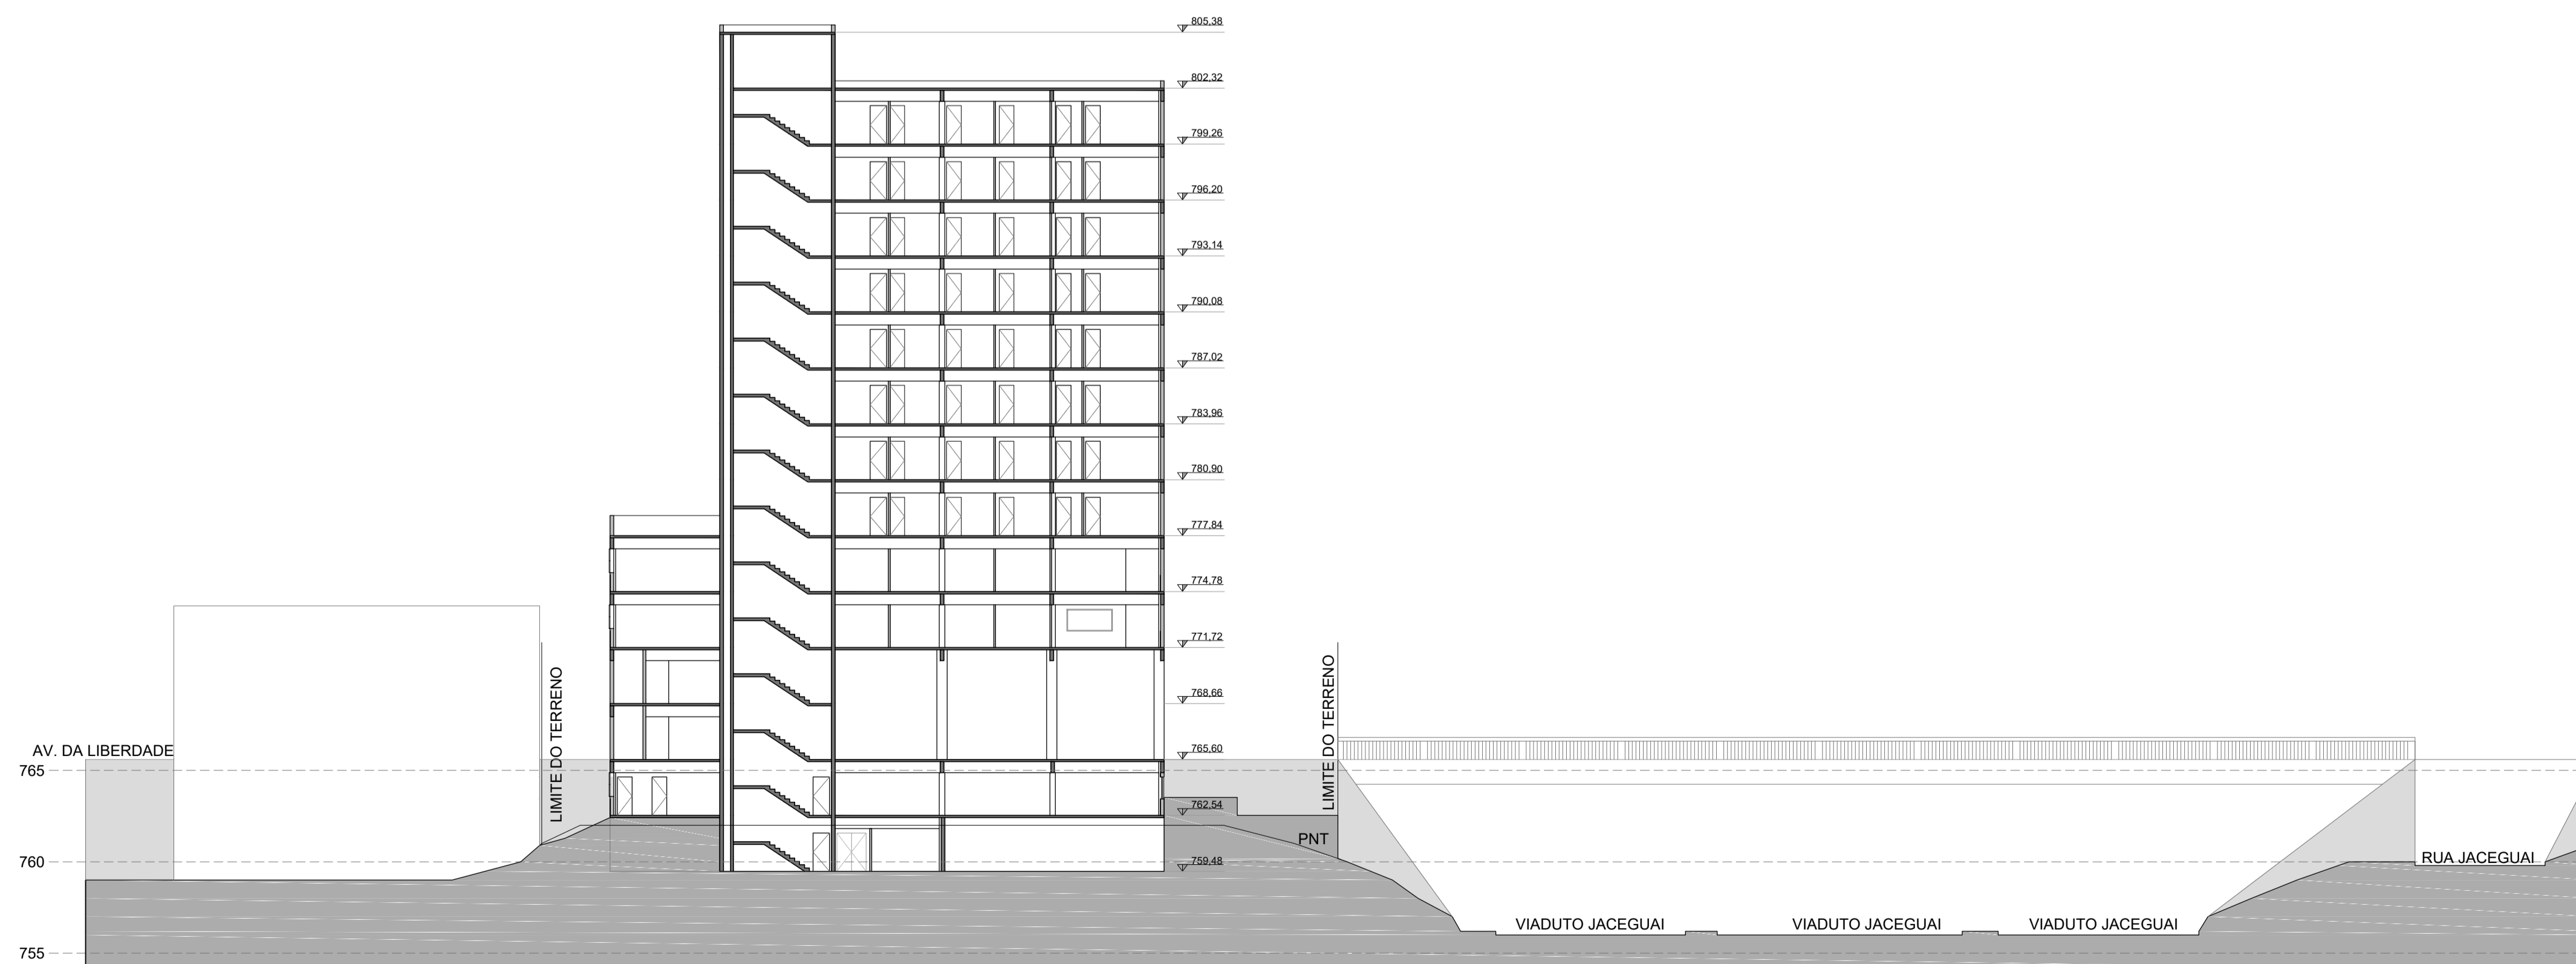 805,38
802,32
799,26
796,20
793,14
790,08
787,02
783,96
780,90
777,84
774,78
771,72
768,66
LIMITE DO TERRENO
LIMITE DO TERRENO
AV. DA LIBERDADE
765,60
765
762,54
PNT
760
759,48
RUA JACEGUAI
VIADUTO JACEGUAI
VIADUTO JACEGUAI
VIADUTO JACEGUAI
755